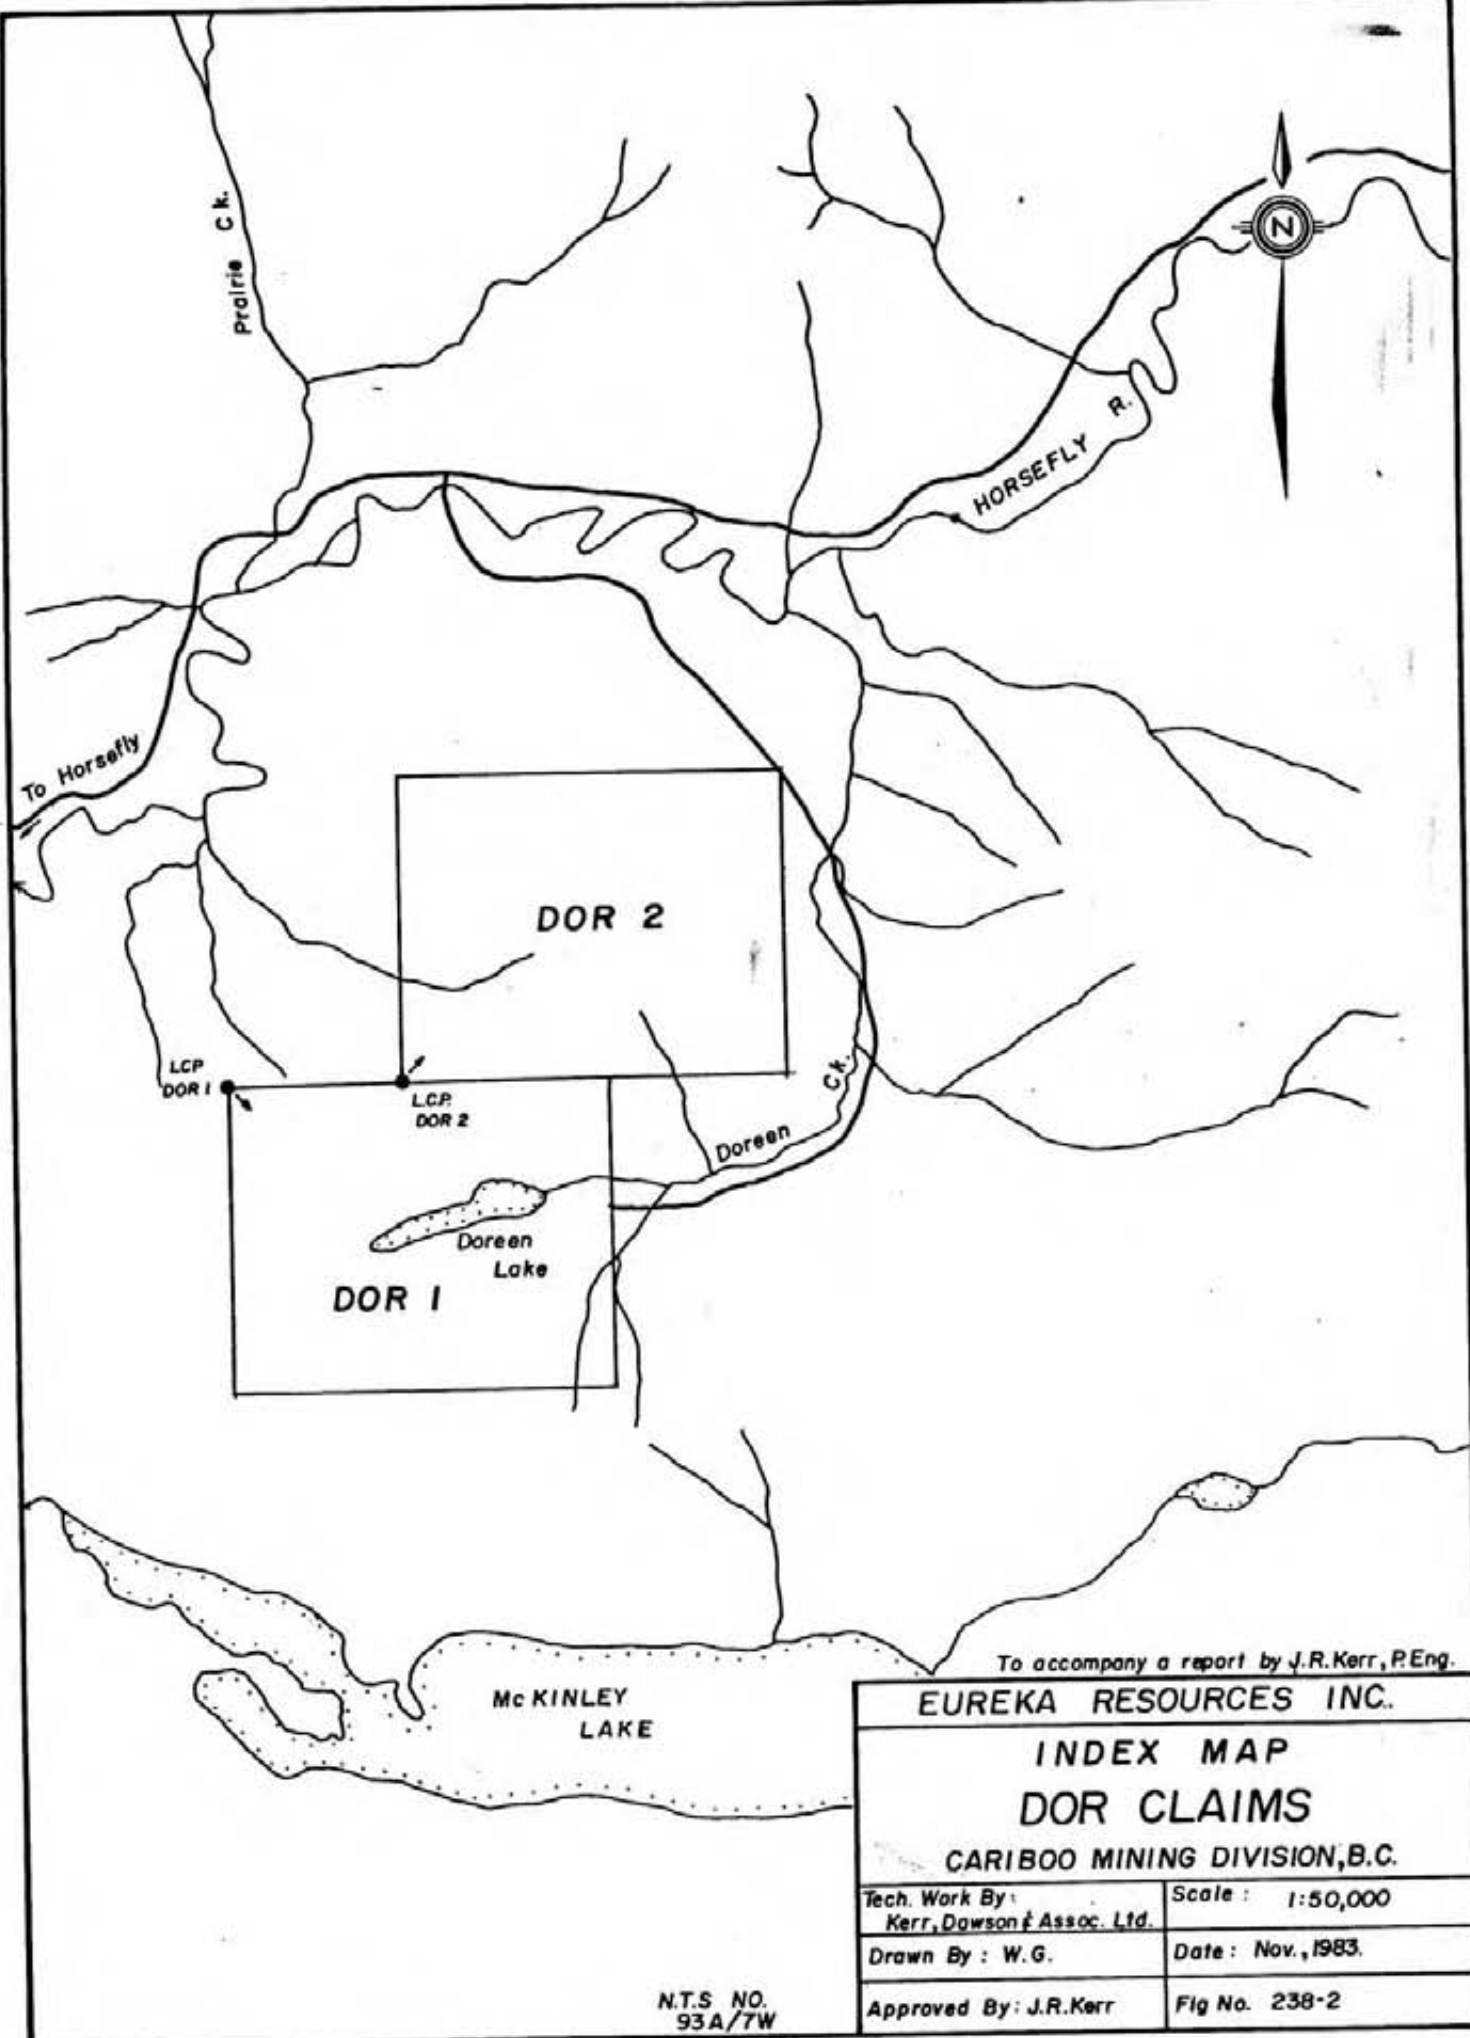 Prairie Ck.
N
HORSEFLY R.
To Horsefly
DOR 2
LCP
DOR 1
L.C.P.
DOR 2
Ck.
Doreen
Doreen
Lake
DOR 1
McKINLEY
LAKE
To accompany a report by J.R.Kerr, P.Eng.
EUREKA RESOURCES INC.
INDEX MAP
DOR CLAIMS
CARIBOO MINING DIVISION, B.C.
Tech. Work By:
Kerr, Dawson & Assoc. Ltd.
Scale : 1:50,000
Drawn By : W.G.
Date : Nov., 1983.
Approved By : J.R.Kerr
Fig No. 238-2
N.T.S NO.
93A/7W